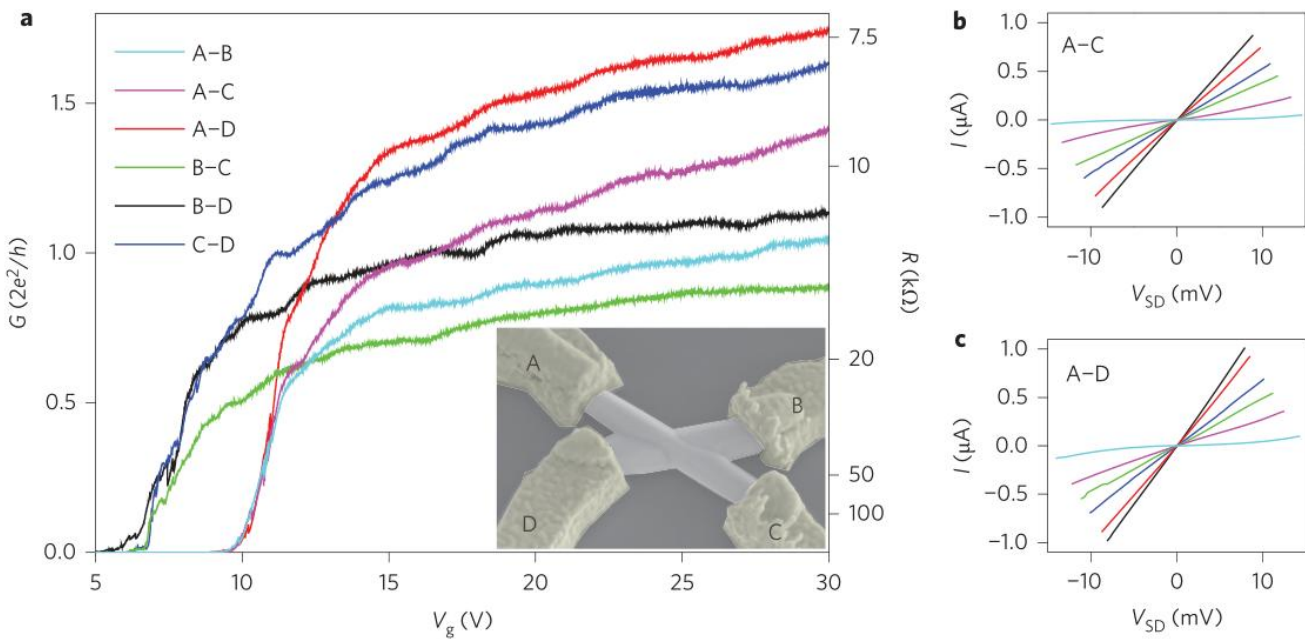 a
A–B
A–C
A–D
B–C
B–D
C–D
G (2e²/h)
1.5
1.0
0.5
0.0
5
10
15
20
25
30
V_g (V)
7.5
10
20
50
100
R (kΩ)
A
B
D
C
b
A–C
I (μA)
1.0
0.5
0.0
−0.5
−1.0
−10
0
10
V_SD (mV)
c
A–D
I (μA)
1.0
0.5
0.0
−0.5
−1.0
−10
0
10
V_SD (mV)